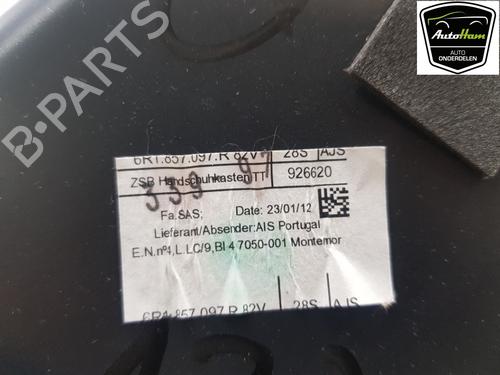 AutoHam
AUTO
ONDERDELEN
B-PARTS
6R1.857.097.R 82V 28S AJS
ZSB Handschuhkasten TT 926620
Fa.SAS; Date: 23/01/12
Lieferant/Absender:AIS Portugal
E.N.nº4,L.LC/9,BI 4 7050-001 Montemor
6R1.857.097.R 82V 28S AJS